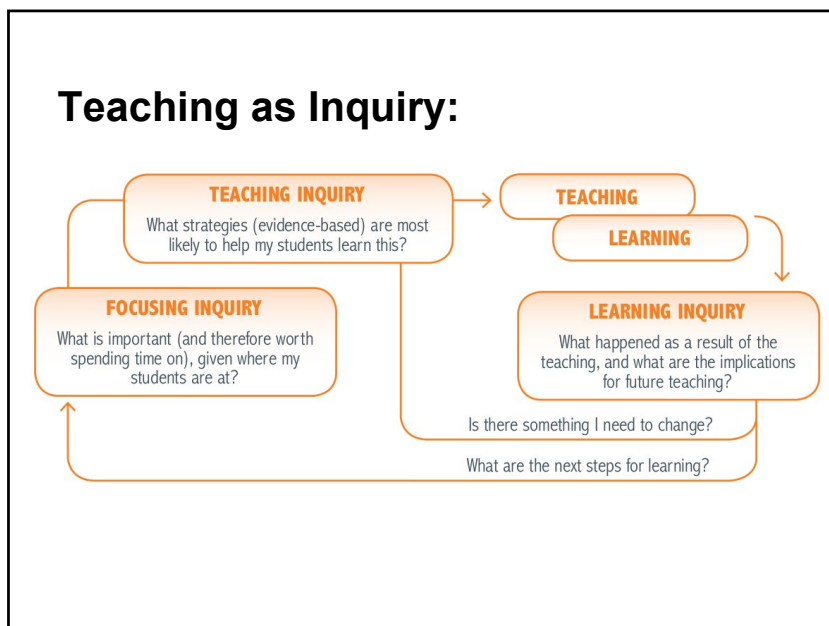 Teaching as Inquiry:
TEACHING INQUIRY
What strategies (evidence-based) are most
likely to help my students learn this?
TEACHING
LEARNING
FOCUSING INQUIRY
What is important (and therefore worth
spending time on), given where my
students are at?
LEARNING INQUIRY
What happened as a result of the
teaching, and what are the implications
for future teaching?
Is there something I need to change?
What are the next steps for learning?